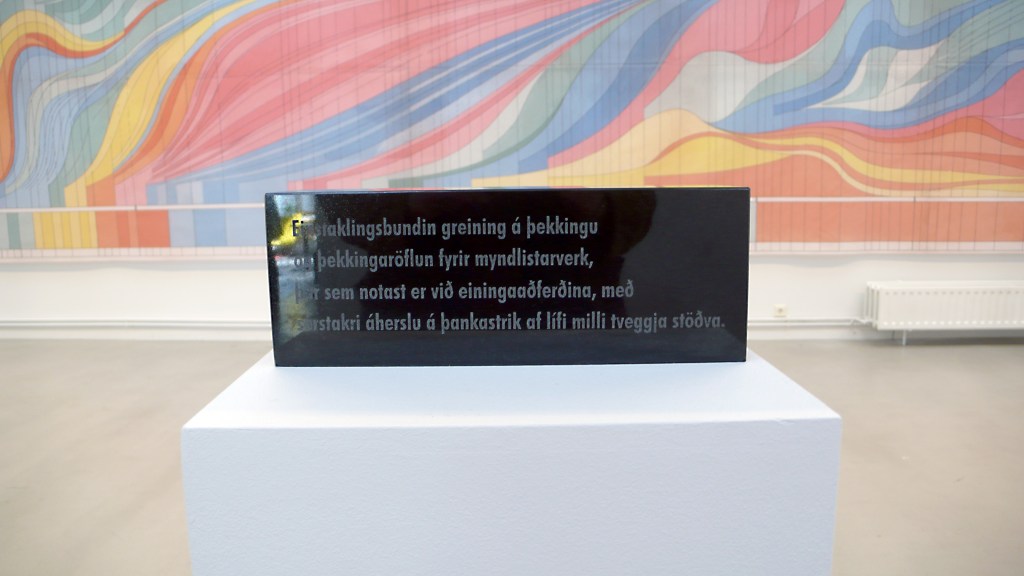 Einstaklingsbundin greining á þekkingu
og þekkingaröflun fyrir myndlistarverk,
þar sem notast er við einingaaðferðina, með
sérstakri áherslu á þankastrik af lífi milli tveggja stöðva.